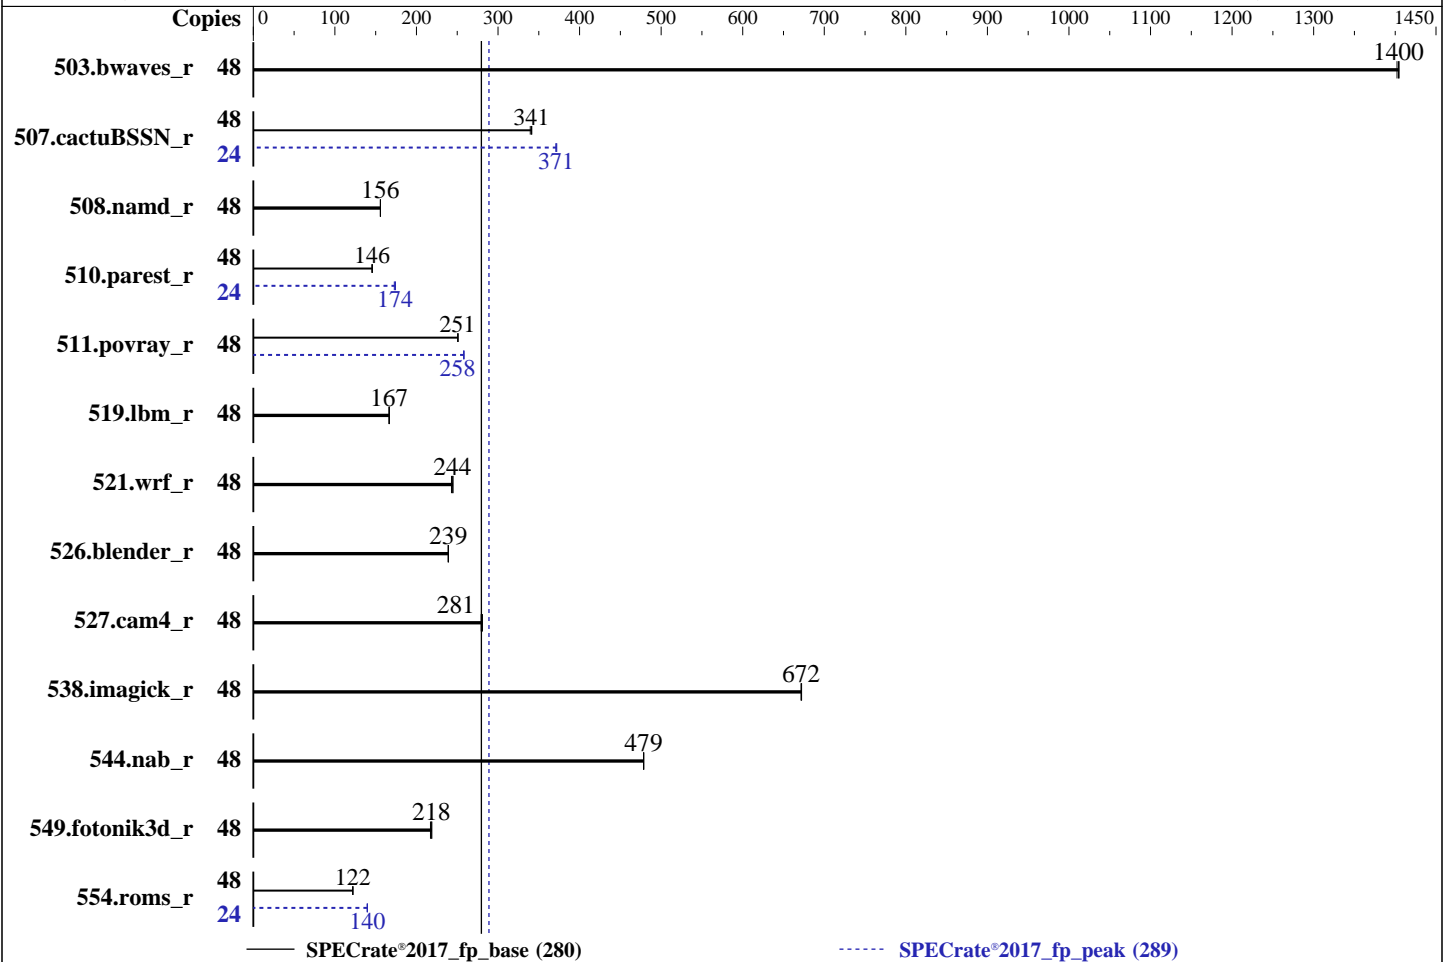 Copies 0 100 200 300 400 500 600 700 800 900 1000 1100 1200 1300 1450
503.bwaves_r 48 1400
507.cactuBSSN_r 48 341
24 371
508.namd_r 48 156
510.parest_r 48 146
24 174
511.povray_r 48 251
258
519.lbm_r 48 167
521.wrf_r 48 244
526.blender_r 48 239
527.cam4_r 48 281
538.imagick_r 48 672
544.nab_r 48 479
549.fotonik3d_r 48 218
554.roms_r 48 122
24 140
SPECrate®2017_fp_base (280) SPECrate®2017_fp_peak (289)